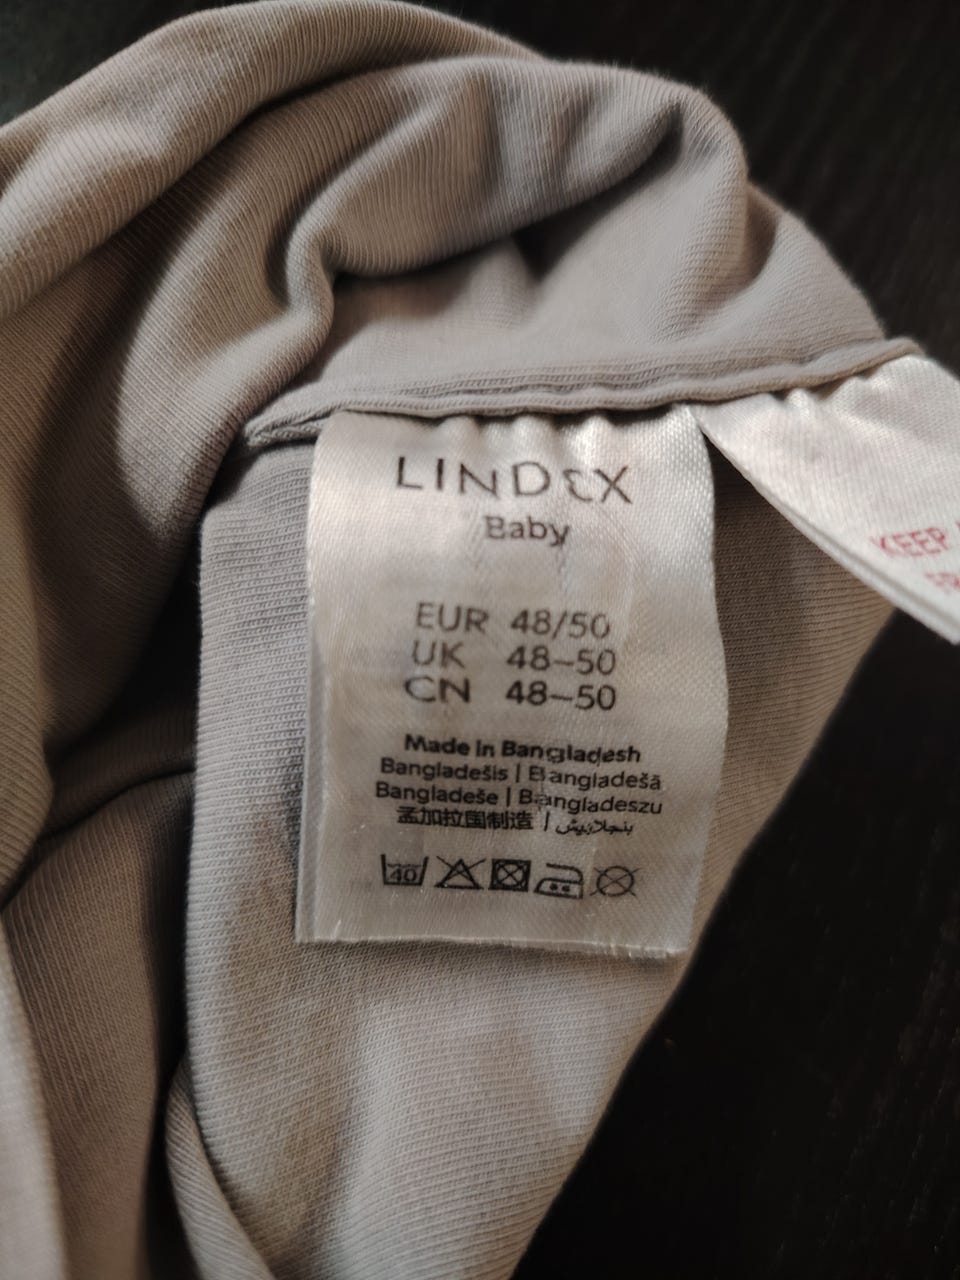 LINDEX
Baby
EUR 48/50
UK 48–50
CN 48–50
Made in Bangladesh
Bangladešis | Bangladešā
Bangladeše | Bangladeszu
孟加拉国制造 | بنجلاديش
40
KEEP